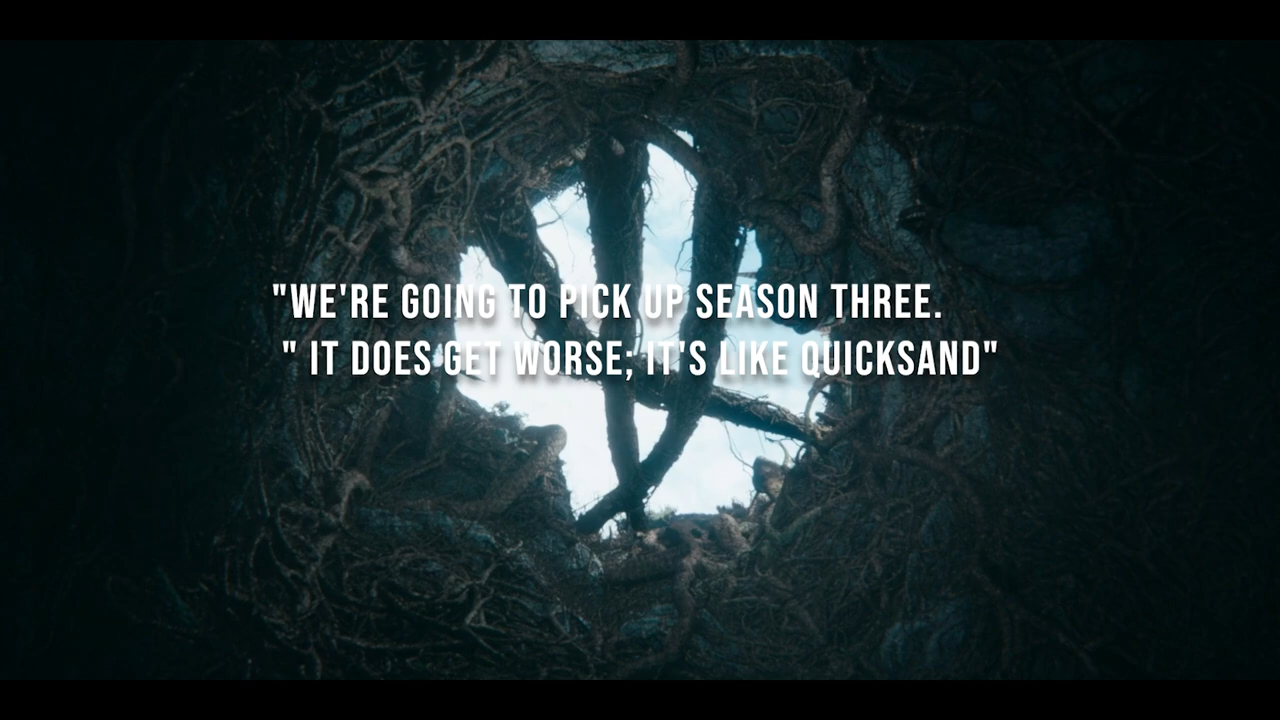 "WE'RE GOING TO PICK UP SEASON THREE.
" IT DOES GET WORSE; IT'S LIKE QUICKSAND"